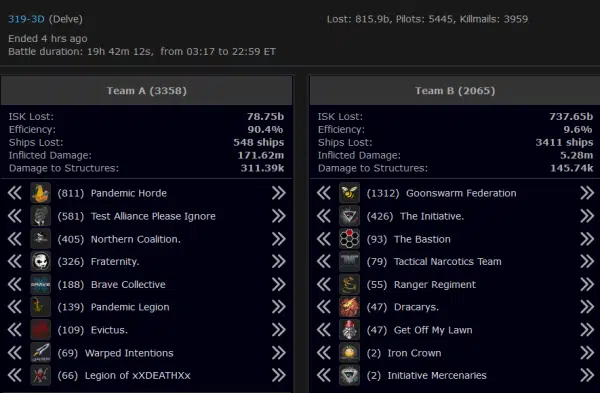 319-3D (Delve)
Lost: 815.9b, Pilots: 5445, Killmails: 3959
Ended 4 hrs ago
Battle duration: 19h 42m 12s, from 03:17 to 22:59 ET
Team A (3358)
ISK Lost: 78.75b
Efficiency: 90.4%
Ships Lost: 548 ships
Inflicted Damage: 171.62m
Damage to Structures: 311.39k
(811) Pandemic Horde
(581) Test Alliance Please Ignore
(405) Northern Coalition.
(326) Fraternity.
(188) Brave Collective
(139) Pandemic Legion
(109) Evictus.
(69) Warped Intentions
(66) Legion of xXDEATHXx
Team B (2065)
ISK Lost: 737.65b
Efficiency: 9.6%
Ships Lost: 3411 ships
Inflicted Damage: 5.28m
Damage to Structures: 145.74k
(1312) Goonswarm Federation
(426) The Initiative.
(93) The Bastion
(79) Tactical Narcotics Team
(55) Ranger Regiment
(47) Dracarys.
(47) Get Off My Lawn
(2) Iron Crown
(2) Initiative Mercenaries